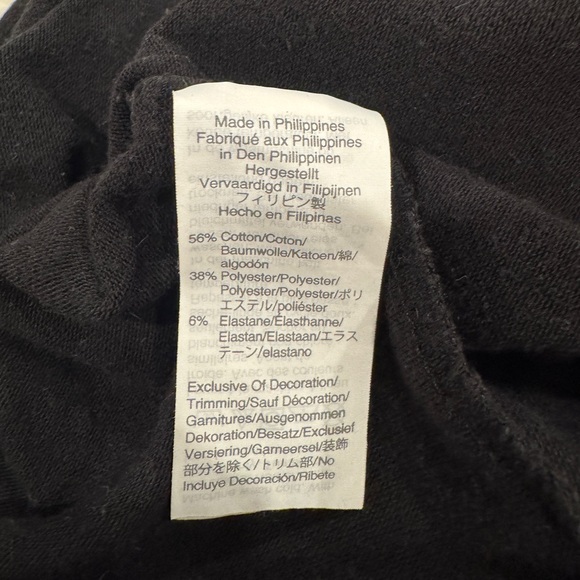 Made in Philippines
Fabriqué aux Philippines
in Den Philippinen
Hergestellt
Vervaardigd in Filipijnen
フィリピン製
Hecho en Filipinas
56% Cotton/Coton/
Baumwolle/Katoen/綿/
algodón
38% Polyester/Polyester/
Polyester/Polyester/ポリ
エステル/poliéster
6% Elastane/Élasthanne/
Elastan/Elastaan/エラス
テーン/elastano
Exclusive Of Decoration/
Trimming/Sauf Décoration/
Garnitures/Ausgenommen
Dekoration/Besatz/Exclusief
Versiering/Garneersel/装飾
部分を除く/トリム部/No
Incluye Decoración/Ribete